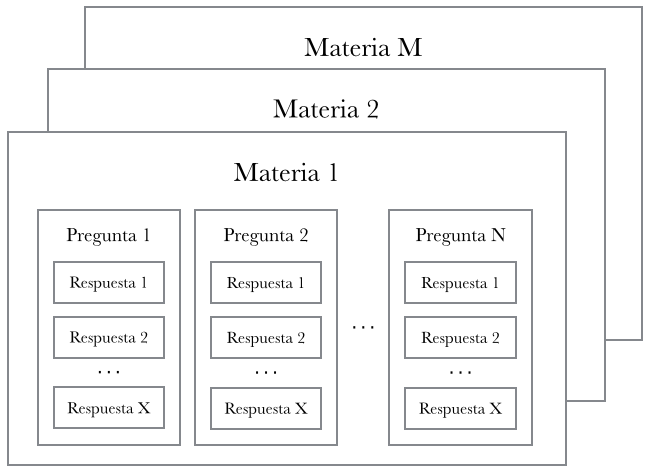 Materia M
Materia 2
Materia 1
Pregunta 1
Respuesta 1
Respuesta 2
...
Respuesta X
Pregunta 2
Respuesta 1
Respuesta 2
...
Respuesta X
...
Pregunta N
Respuesta 1
Respuesta 2
...
Respuesta X